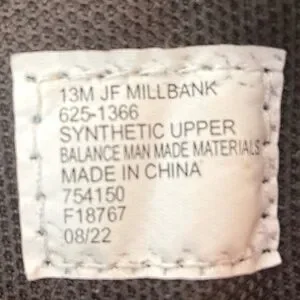 13M JF MILLBANK
625-1366
SYNTHETIC UPPER
BALANCE MAN MADE MATERIALS
MADE IN CHINA
754150
F18767
08/22